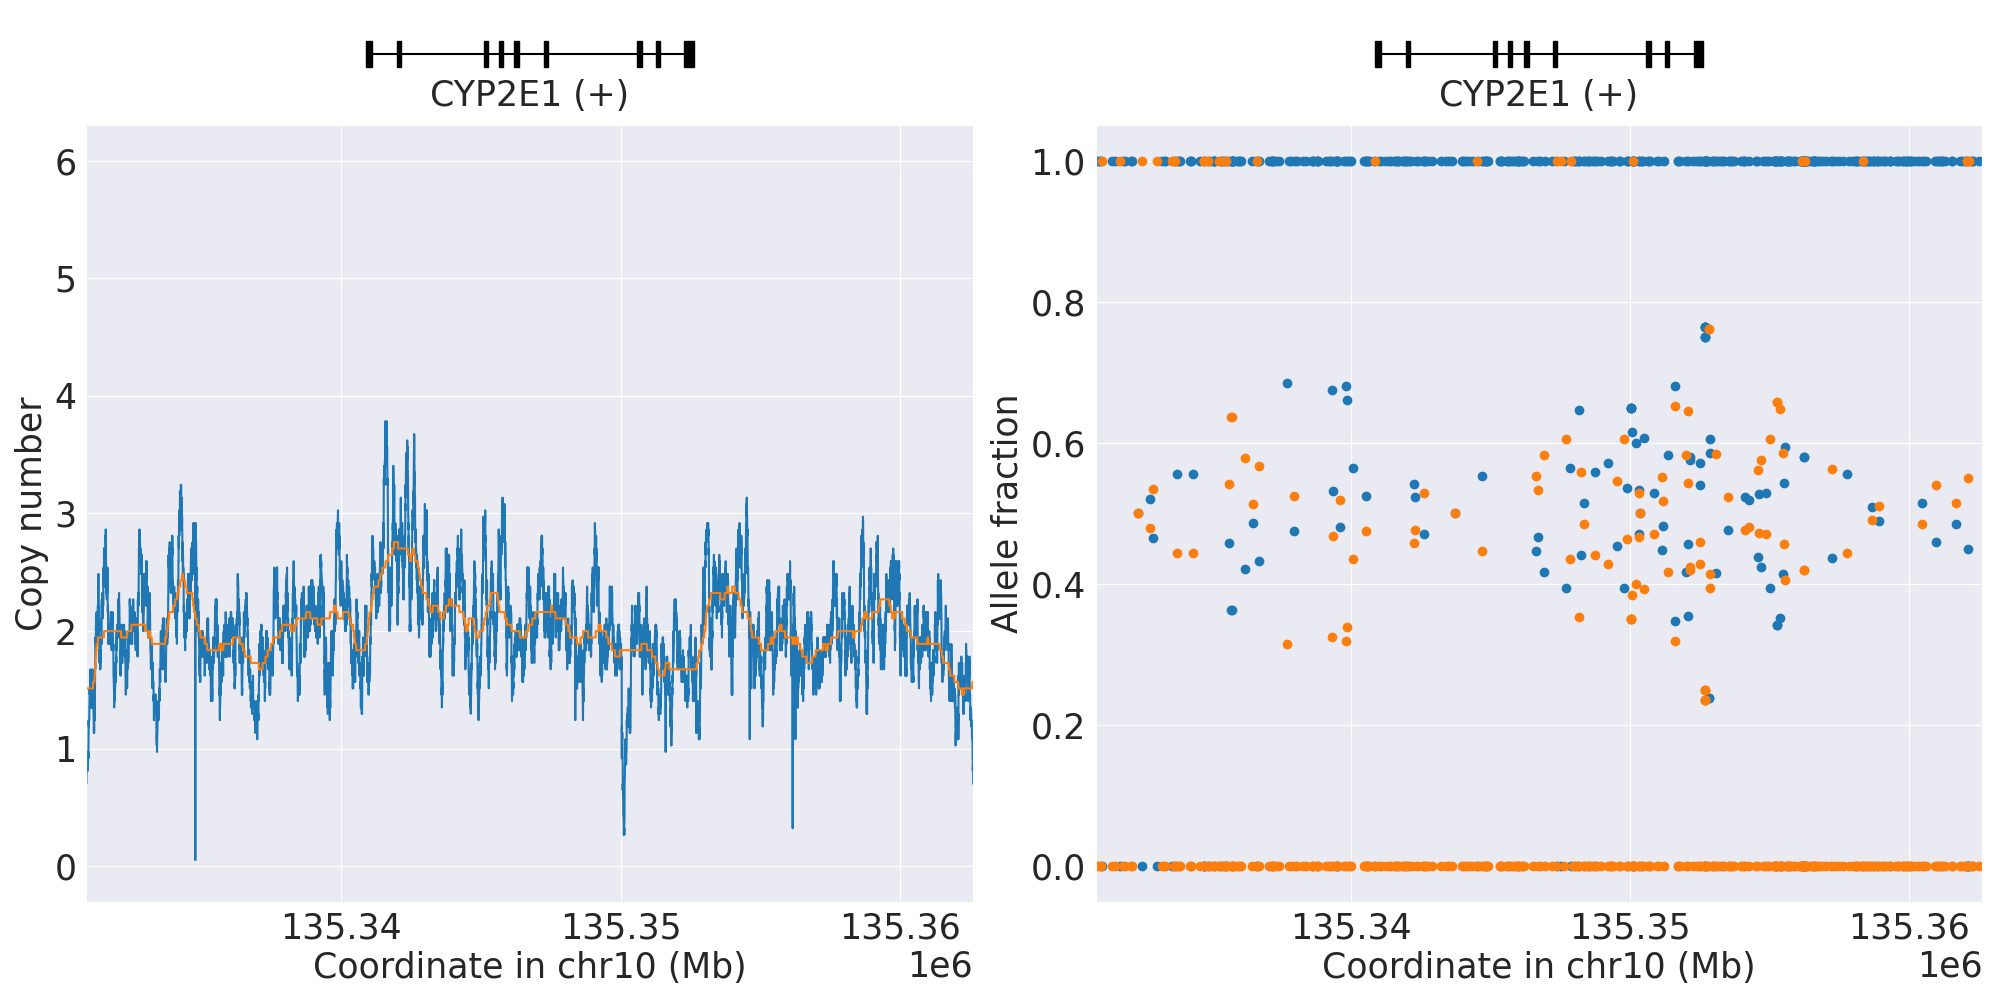 CYP2E1 (+)
6
5
4
3
2
1
0
Copy number
135.34 135.35 135.36
Coordinate in chr10 (Mb)
1e6
CYP2E1 (+)
1.0
0.8
0.6
0.4
0.2
0.0
Allele fraction
135.34 135.35 135.36
Coordinate in chr10 (Mb)
1e6